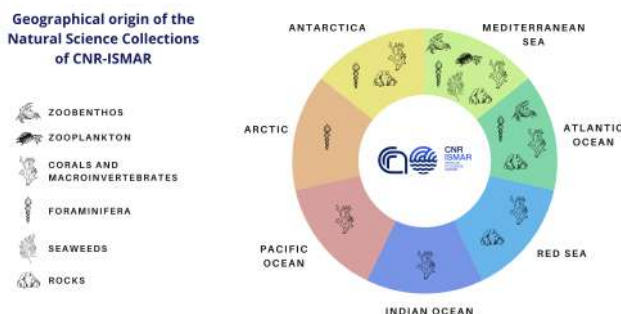 Geographical origin of the
Natural Science Collections
of CNR-ISMAR
ZOOBENTHOS
ZOOPLANKTON
CORALS AND
MACROINVERTEBRATES
FORAMINIFERA
SEAWEEDS
ROCKS
ANTARCTICA
MEDITERRANEAN
SEA
ARCTIC
ATLANTIC
OCEAN
CNR
ISMAR
PACIFIC
OCEAN
RED SEA
INDIAN OCEAN